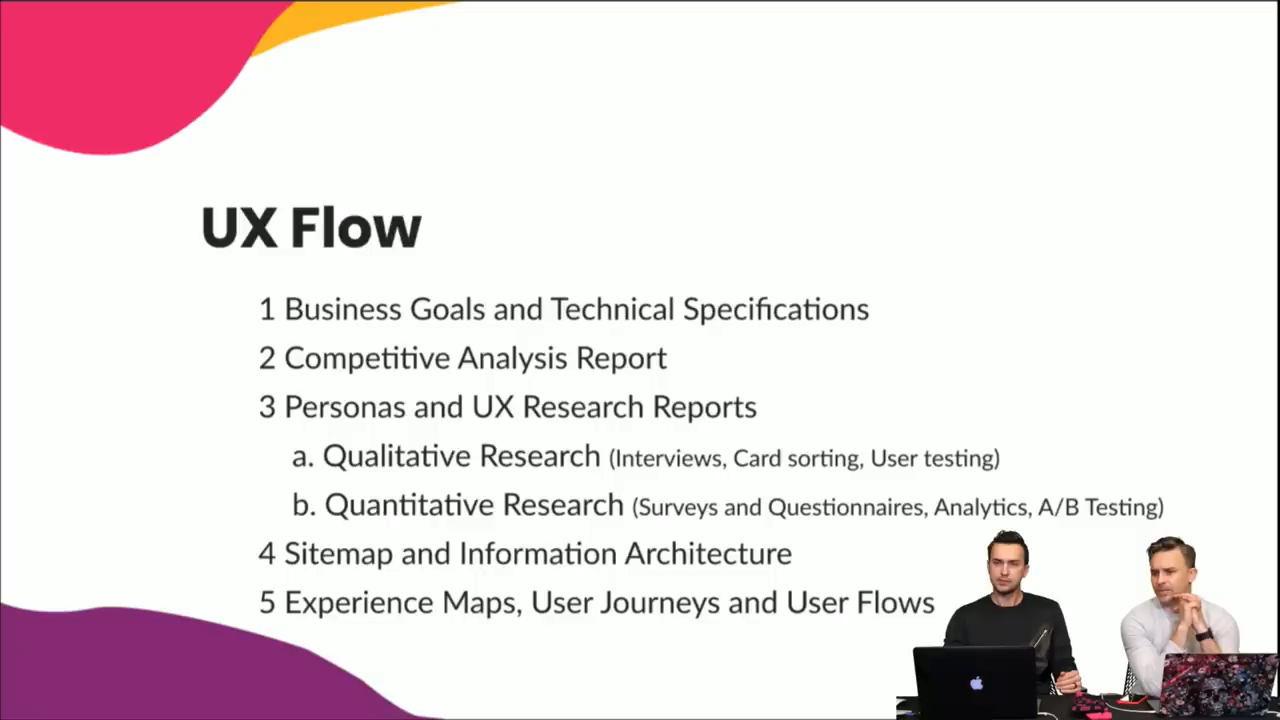 UX Flow
1 Business Goals and Technical Specifications
2 Competitive Analysis Report
3 Personas and UX Research Reports
a. Qualitative Research (Interviews, Card sorting, User testing)
b. Quantitative Research (Surveys and Questionnaires, Analytics, A/B Testing)
4 Sitemap and Information Architecture
5 Experience Maps, User Journeys and User Flows